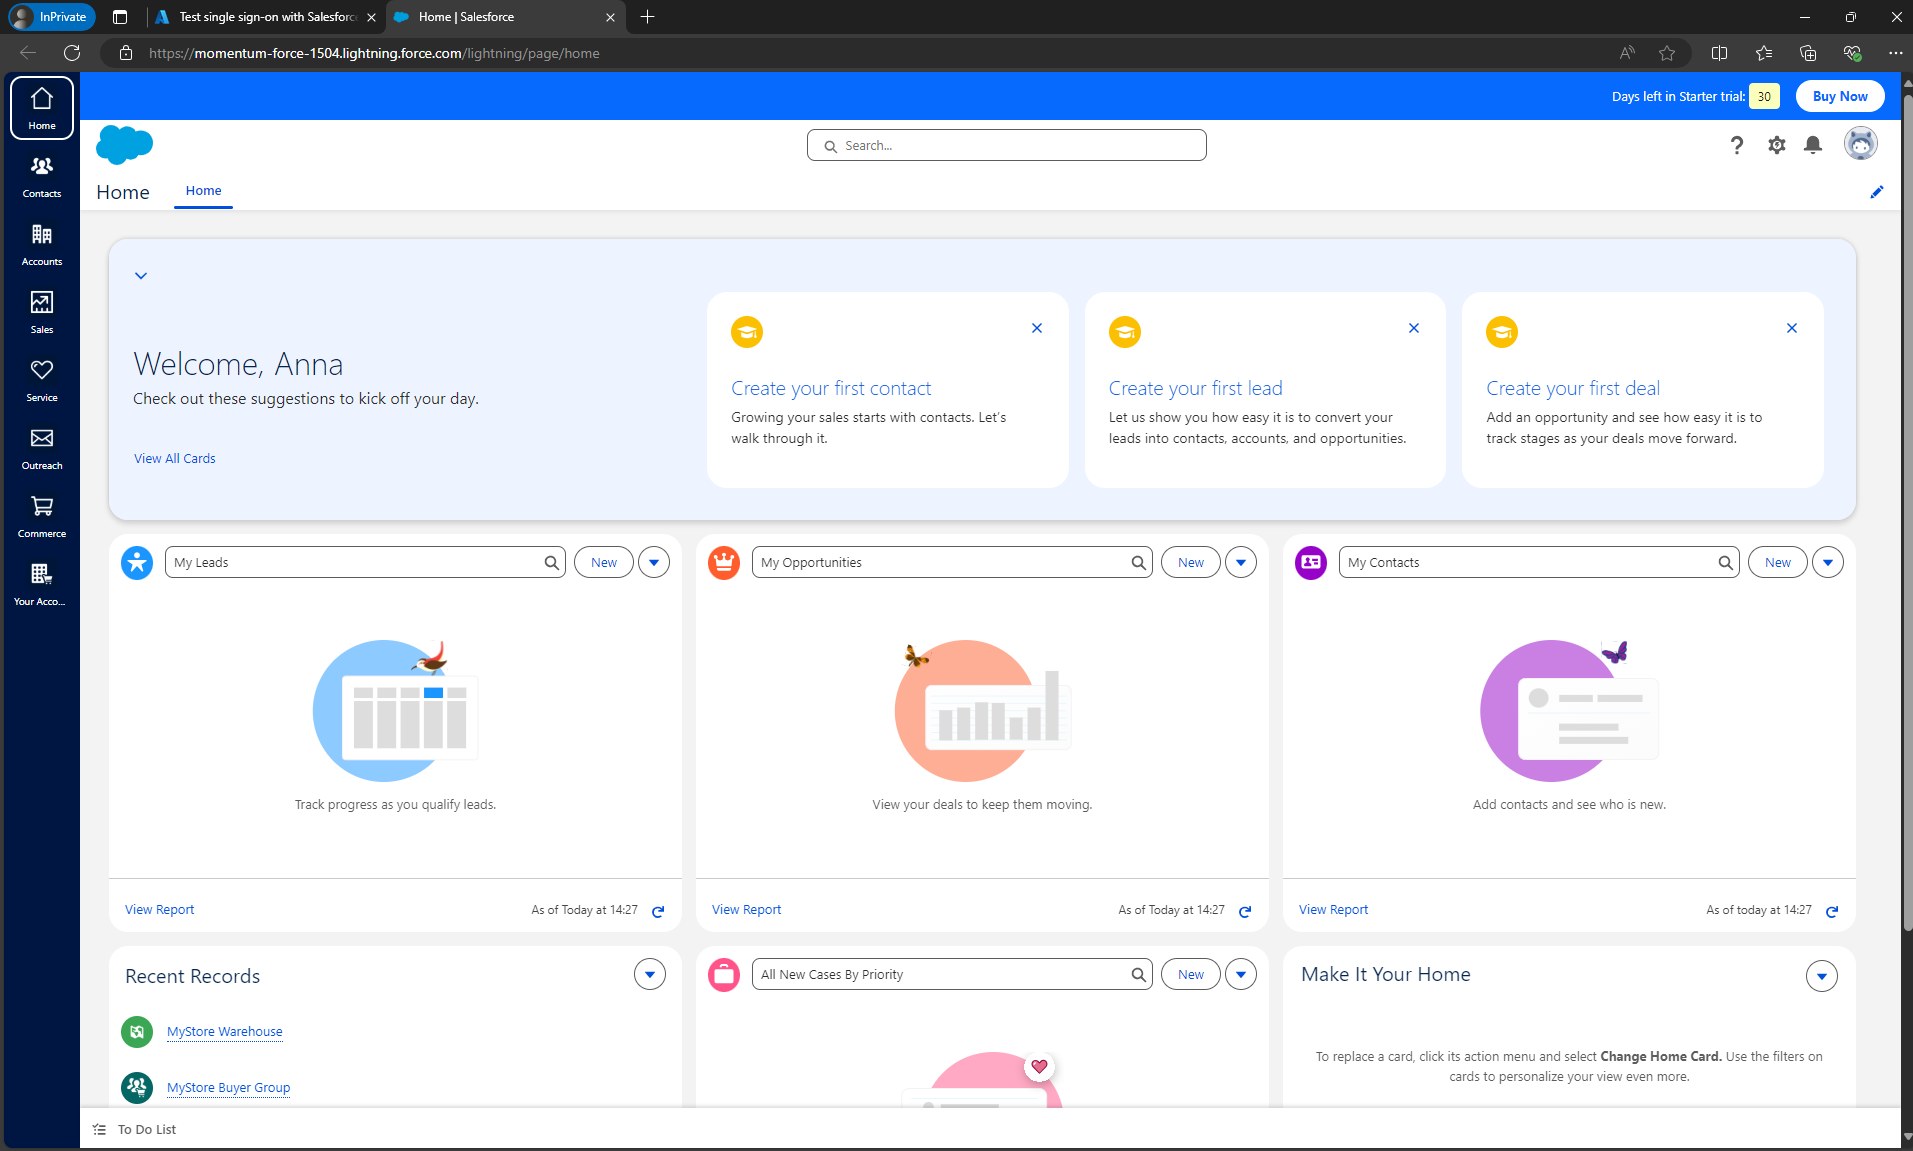 InPrivate
Test single sign-on with Salesforc
Home | Salesforce
https://momentum-force-1504.lightning.force.com/lightning/page/home
Days left in Starter trial: 30
Buy Now
Home
Contacts
Accounts
Sales
Service
Outreach
Commerce
Your Acco...
Search...
Home
Home
Welcome, Anna
Check out these suggestions to kick off your day.
View All Cards
Create your first contact
Growing your sales starts with contacts. Let's
walk through it.
Create your first lead
Let us show you how easy it is to convert your
leads into contacts, accounts, and opportunities.
Create your first deal
Add an opportunity and see how easy it is to
track stages as your deals move forward.
My Leads
New
Track progress as you qualify leads.
View Report
As of Today at 14:27
My Opportunities
New
View your deals to keep them moving.
View Report
As of Today at 14:27
My Contacts
New
Add contacts and see who is new.
View Report
As of today at 14:27
Recent Records
MyStore Warehouse
MyStore Buyer Group
All New Cases By Priority
New
Make It Your Home
To replace a card, click its action menu and select Change Home Card. Use the filters on
cards to personalize your view even more.
To Do List